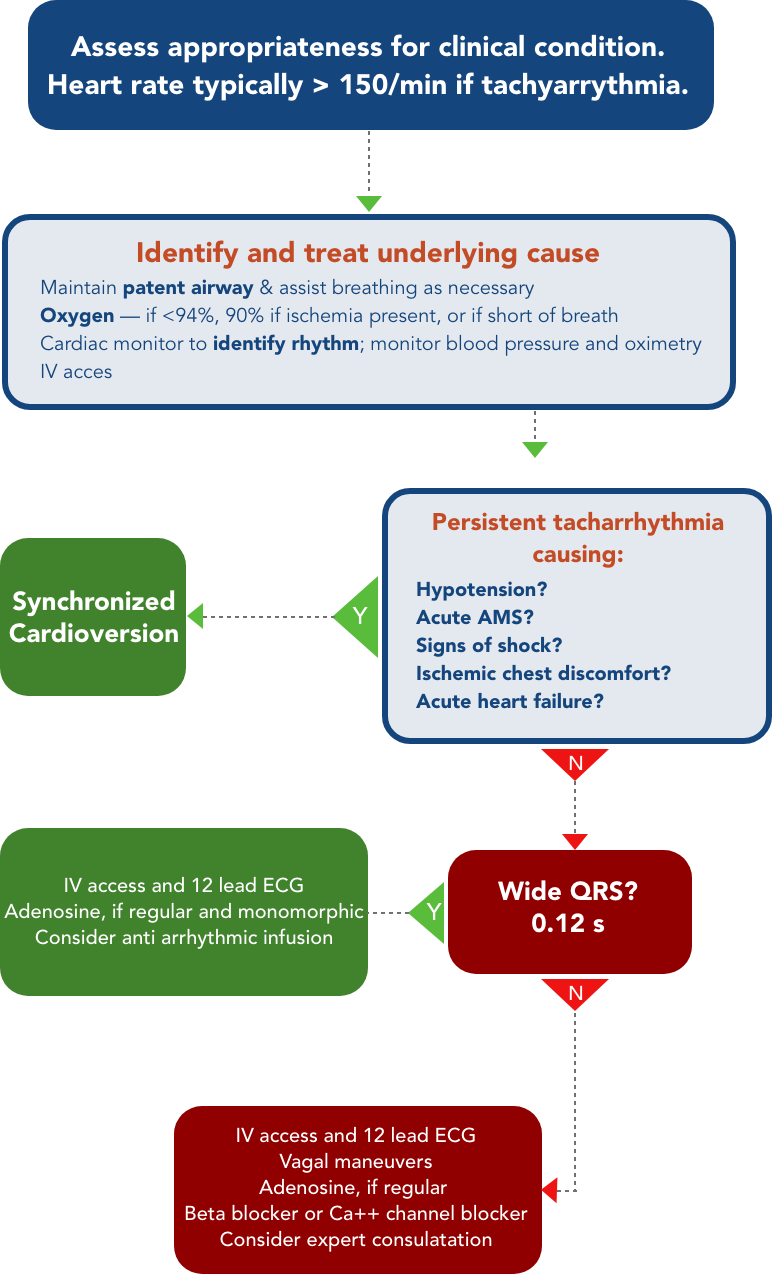 Assess appropriateness for clinical condition.
Heart rate typically > 150/min if tachyarrythmia.
Identify and treat underlying cause
Maintain patent airway & assist breathing as necessary
Oxygen — if <94%, 90% if ischemia present, or if short of breath
Cardiac monitor to identify rhythm; monitor blood pressure and oximetry
IV acces
Persistent tacharrhythmia
causing:
Hypotension?
Acute AMS?
Signs of shock?
Ischemic chest discomfort?
Acute heart failure?
Y
Synchronized
Cardioversion
N
Wide QRS?
0.12 s
Y
IV access and 12 lead ECG
Adenosine, if regular and monomorphic
Consider anti arrhythmic infusion
N
IV access and 12 lead ECG
Vagal maneuvers
Adenosine, if regular
Beta blocker or Ca++ channel blocker
Consider expert consulatation